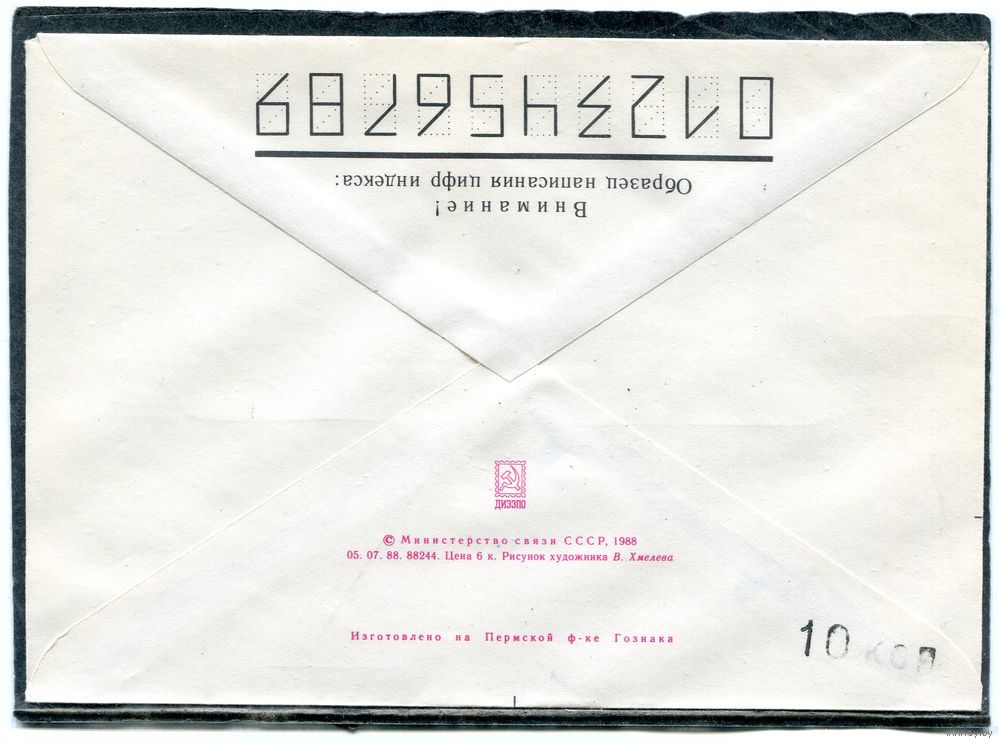 Внимание!
Образец написания цифр индекса:
0123456789
ДИЭЗПО
© Министерство связи СССР, 1988
05. 07. 88. 88244. Цена 6 к. Рисунок художника В. Хмелева
Изготовлено на Пермской ф-ке Гознака
10 коп